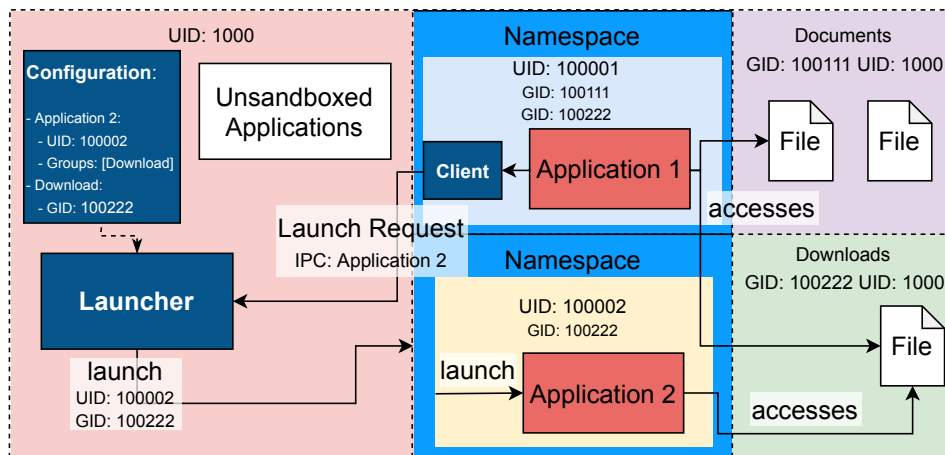 UID: 1000
Configuration:
- Application 2:
- UID: 100002
- Groups: [Download]
- Download:
- GID: 100222
Unsandboxed
Applications
Launcher
launch
UID: 100002
GID: 100222
Launch Request
IPC: Application 2
Namespace
UID: 100001
GID: 100111
GID: 100222
Client
Application 1
Namespace
UID: 100002
GID: 100222
launch
Application 2
Documents
GID: 100111 UID: 1000
File
File
accesses
Downloads
GID: 100222 UID: 1000
File
accesses